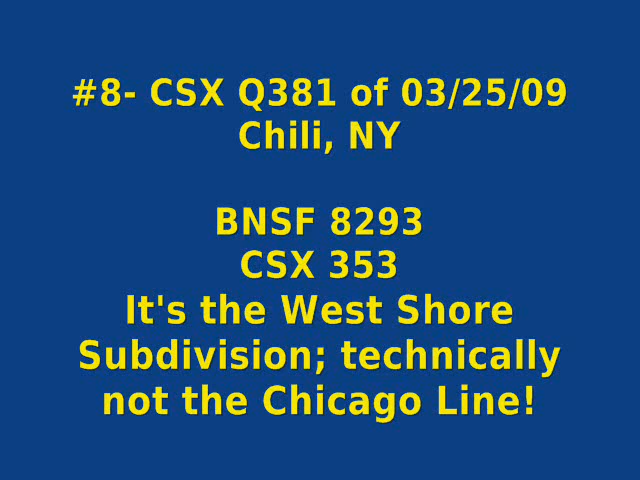 #8- CSX Q381 of 03/25/09
Chili, NY
BNSF 8293
CSX 353
It's the West Shore
Subdivision; technically
not the Chicago Line!